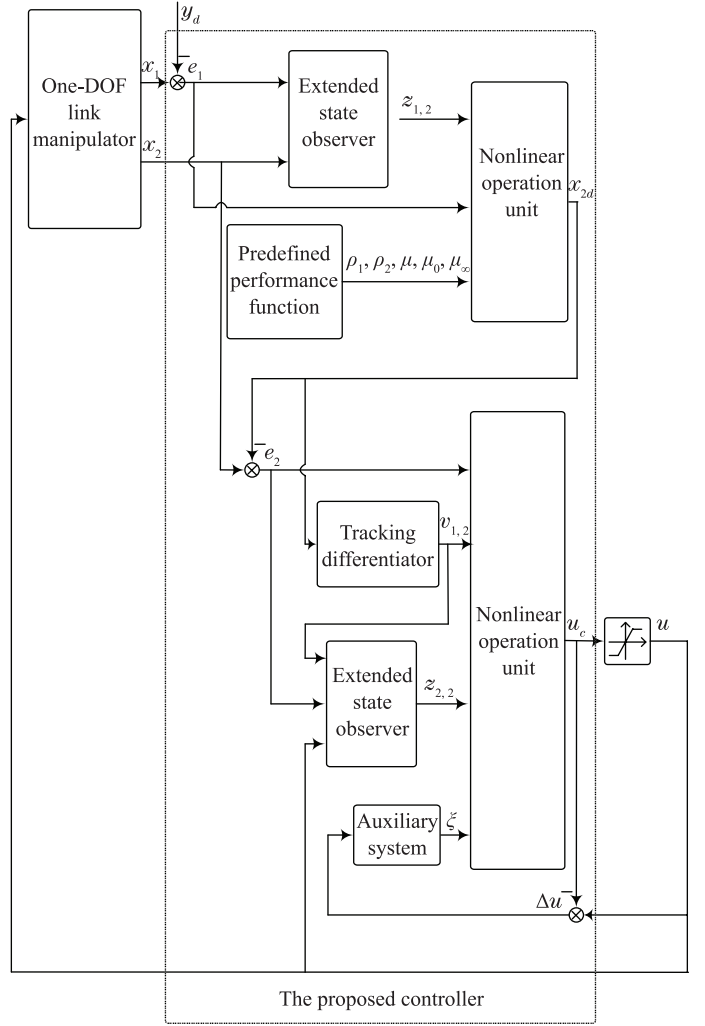 y_d
One-DOF
link
manipulator
x_1
− e_1
x_2
Extended
state
observer
z_{1, 2}
Nonlinear
operation
unit
x_{2d}
Predefined
performance
function
ρ_1, ρ_2, μ, μ_0, μ_∞
− e_2
Tracking
differentiator
v_{1, 2}
Nonlinear
operation
unit
u_c
u
Extended
state
observer
z_{2, 2}
Auxiliary
system
ξ
Δu −
The proposed controller